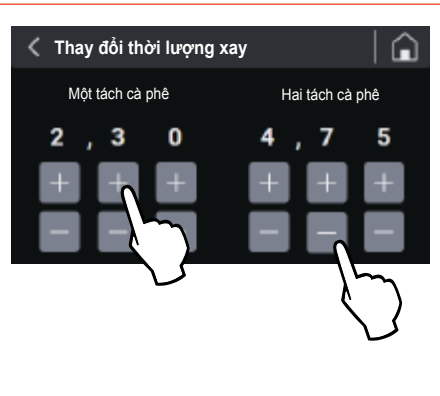 Thay đổi thời lượng xay
Một tách cà phê
Hai tách cà phê
2 , 3 0
4 , 7 5
+ + + + + +
− − − − −